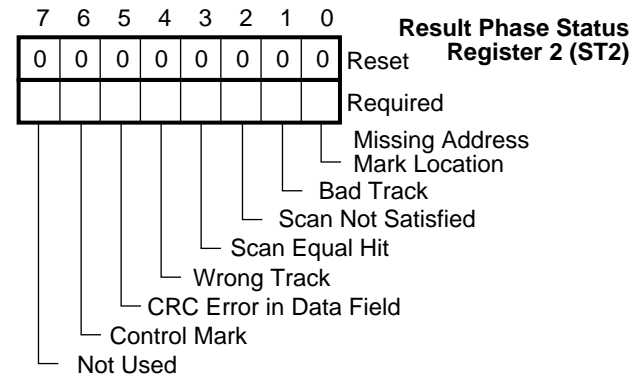 7 6 5 4 3 2 1 0
Result Phase Status
Register 2 (ST2)
0 0 0 0 0 0 0 0 Reset
Required
Missing Address
Mark Location
Bad Track
Scan Not Satisfied
Scan Equal Hit
Wrong Track
CRC Error in Data Field
Control Mark
Not Used